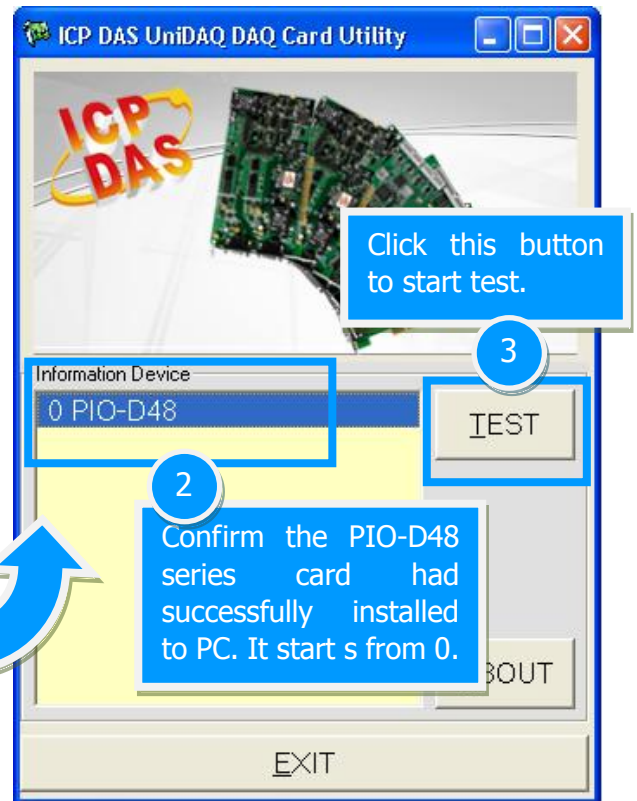 ICP DAS UniDAQ DAQ Card Utility
ICP
DAS
Click this button
to start test.
3
Information Device
0 PIO-D48
TEST
2
Confirm the PIO-D48
series card had
successfully installed
to PC. It start s from 0.
BOUT
EXIT